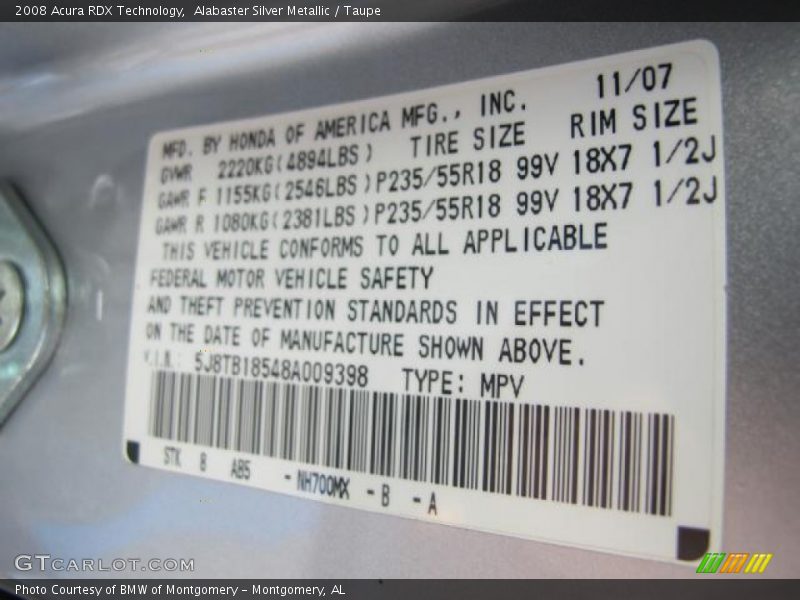 2008 Acura RDX Technology,  Alabaster Silver Metallic / Taupe
MFD. BY HONDA OF AMERICA MFG., INC. 11/07
GVWR 2220KG(4894LBS) TIRE SIZE RIM SIZE
GAWR F 1155KG(2546LBS)P235/55R18 99V 18X7 1/2J
GAWR R 1080KG(2381LBS)P235/55R18 99V 18X7 1/2J
THIS VEHICLE CONFORMS TO ALL APPLICABLE
FEDERAL MOTOR VEHICLE SAFETY
AND THEFT PREVENTION STANDARDS IN EFFECT
ON THE DATE OF MANUFACTURE SHOWN ABOVE.
V.I.N.: 5J8TB18548A009398 TYPE: MPV
STK B AB5 -NH700MX -B -A
GTCARLOT.COM
Photo Courtesy of BMW of Montgomery - Montgomery, AL